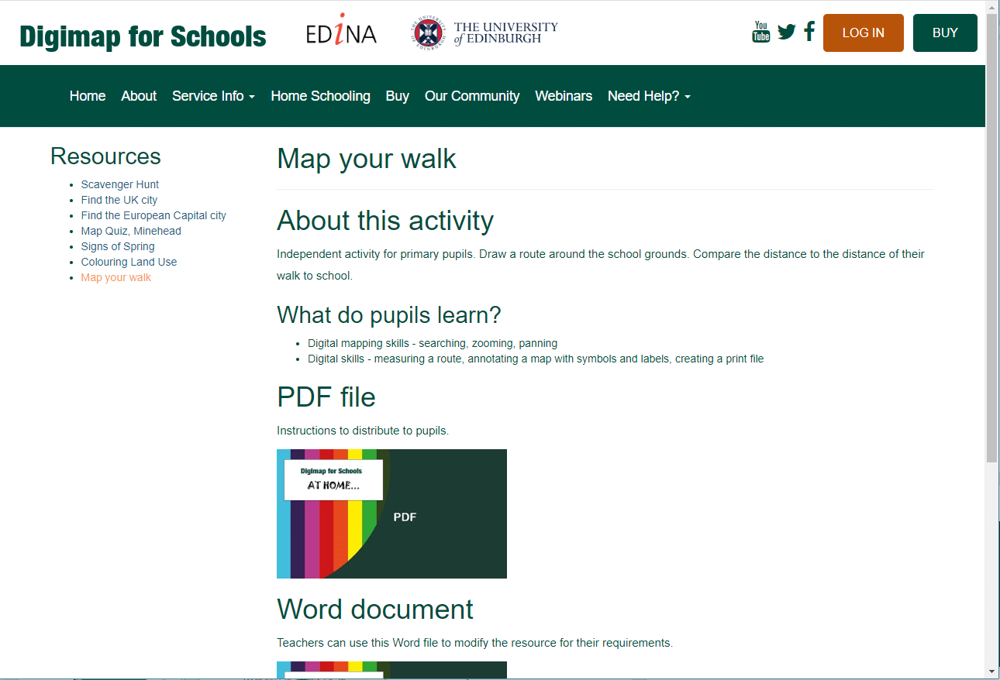 Digimap for Schools
EDiNA
THE UNIVERSITY
of EDINBURGH
You
Tube
LOG IN
BUY
Home About Service Info Home Schooling Buy Our Community Webinars Need Help?
Resources
Scavenger Hunt
Find the UK city
Find the European Capital city
Map Quiz, Minehead
Signs of Spring
Colouring Land Use
Map your walk
Map your walk
About this activity
Independent activity for primary pupils. Draw a route around the school grounds. Compare the distance to the distance of their
walk to school.
What do pupils learn?
Digital mapping skills - searching, zooming, panning
Digital skills - measuring a route, annotating a map with symbols and labels, creating a print file
PDF file
Instructions to distribute to pupils.
Digimap for Schools
AT HOME...
PDF
Word document
Teachers can use this Word file to modify the resource for their requirements.